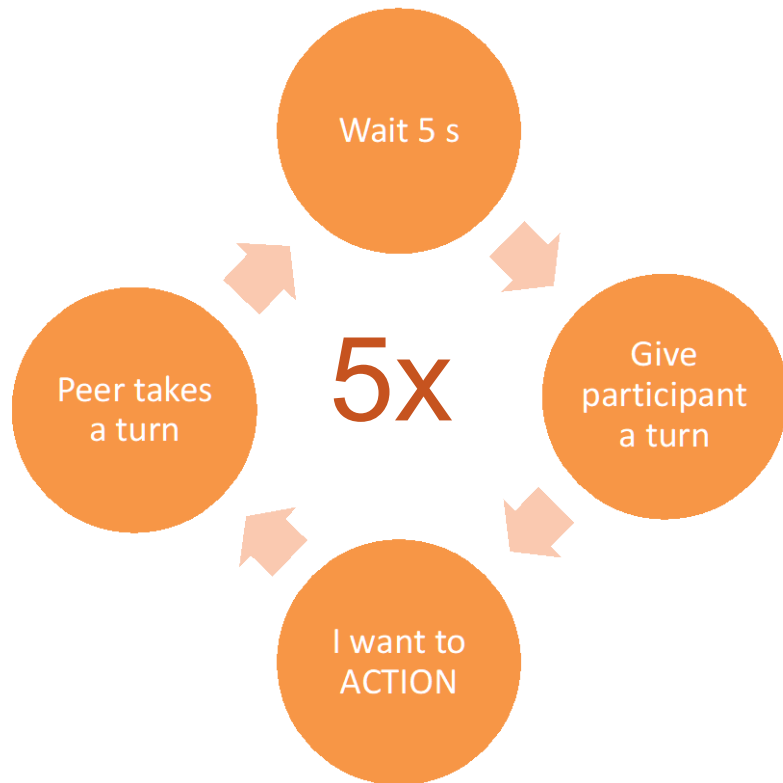 Wait 5 s
Give
participant
a turn
I want to
ACTION
Peer takes
a turn
5x